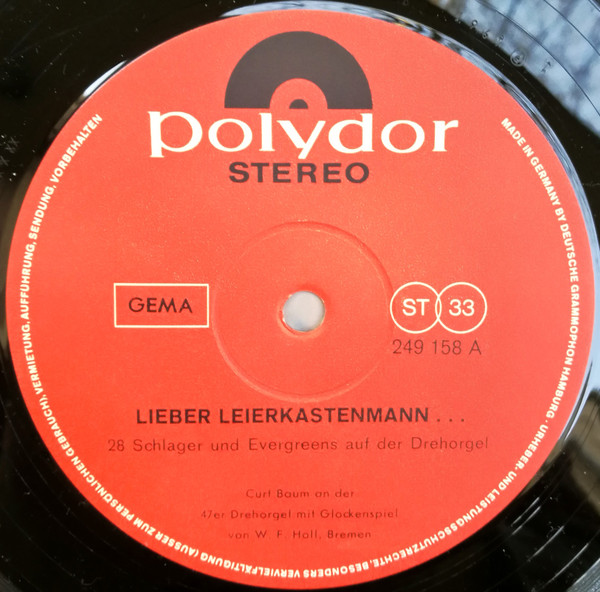 polydor
STEREO
GEMA
ST 33
249 158 A
LIEBER LEIERKASTENMANN . . .
28 Schlager und Evergreens auf der Drehorgel
Curt Baum an der
47er Drehorgel mit Glockenspiel
von W. F. Holl, Bremen
MADE IN GERMANY BY DEUTSCHE GRAMMOPHON HAMBURG · URHEBER- UND LEISTUNGSSCHUTZRECHTE, BESONDERS VERVIELFÄLTIGUNG (AUSSER ZUM PERSÖNLICHEN GEBRAUCH), VERMIETUNG, AUFFÜHRUNG, SENDUNG, VORBEHALTEN